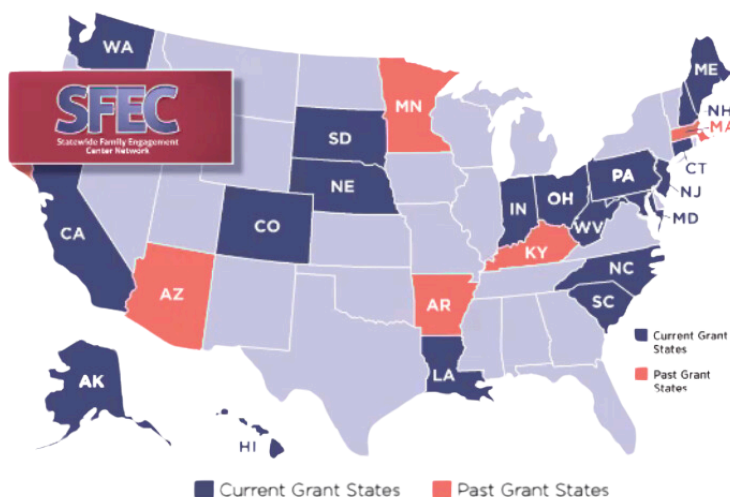 WA
SFEC
Statewide Family Engagement
Center Network
MN
ME
NH
MA
SD
CT
PA
NJ
NE
OH
IN
MD
CO
WV
CA
KY
NC
AZ
AR
SC
Current Grant
States
LA
Past Grant
States
AK
HI
Current Grant States
Past Grant States